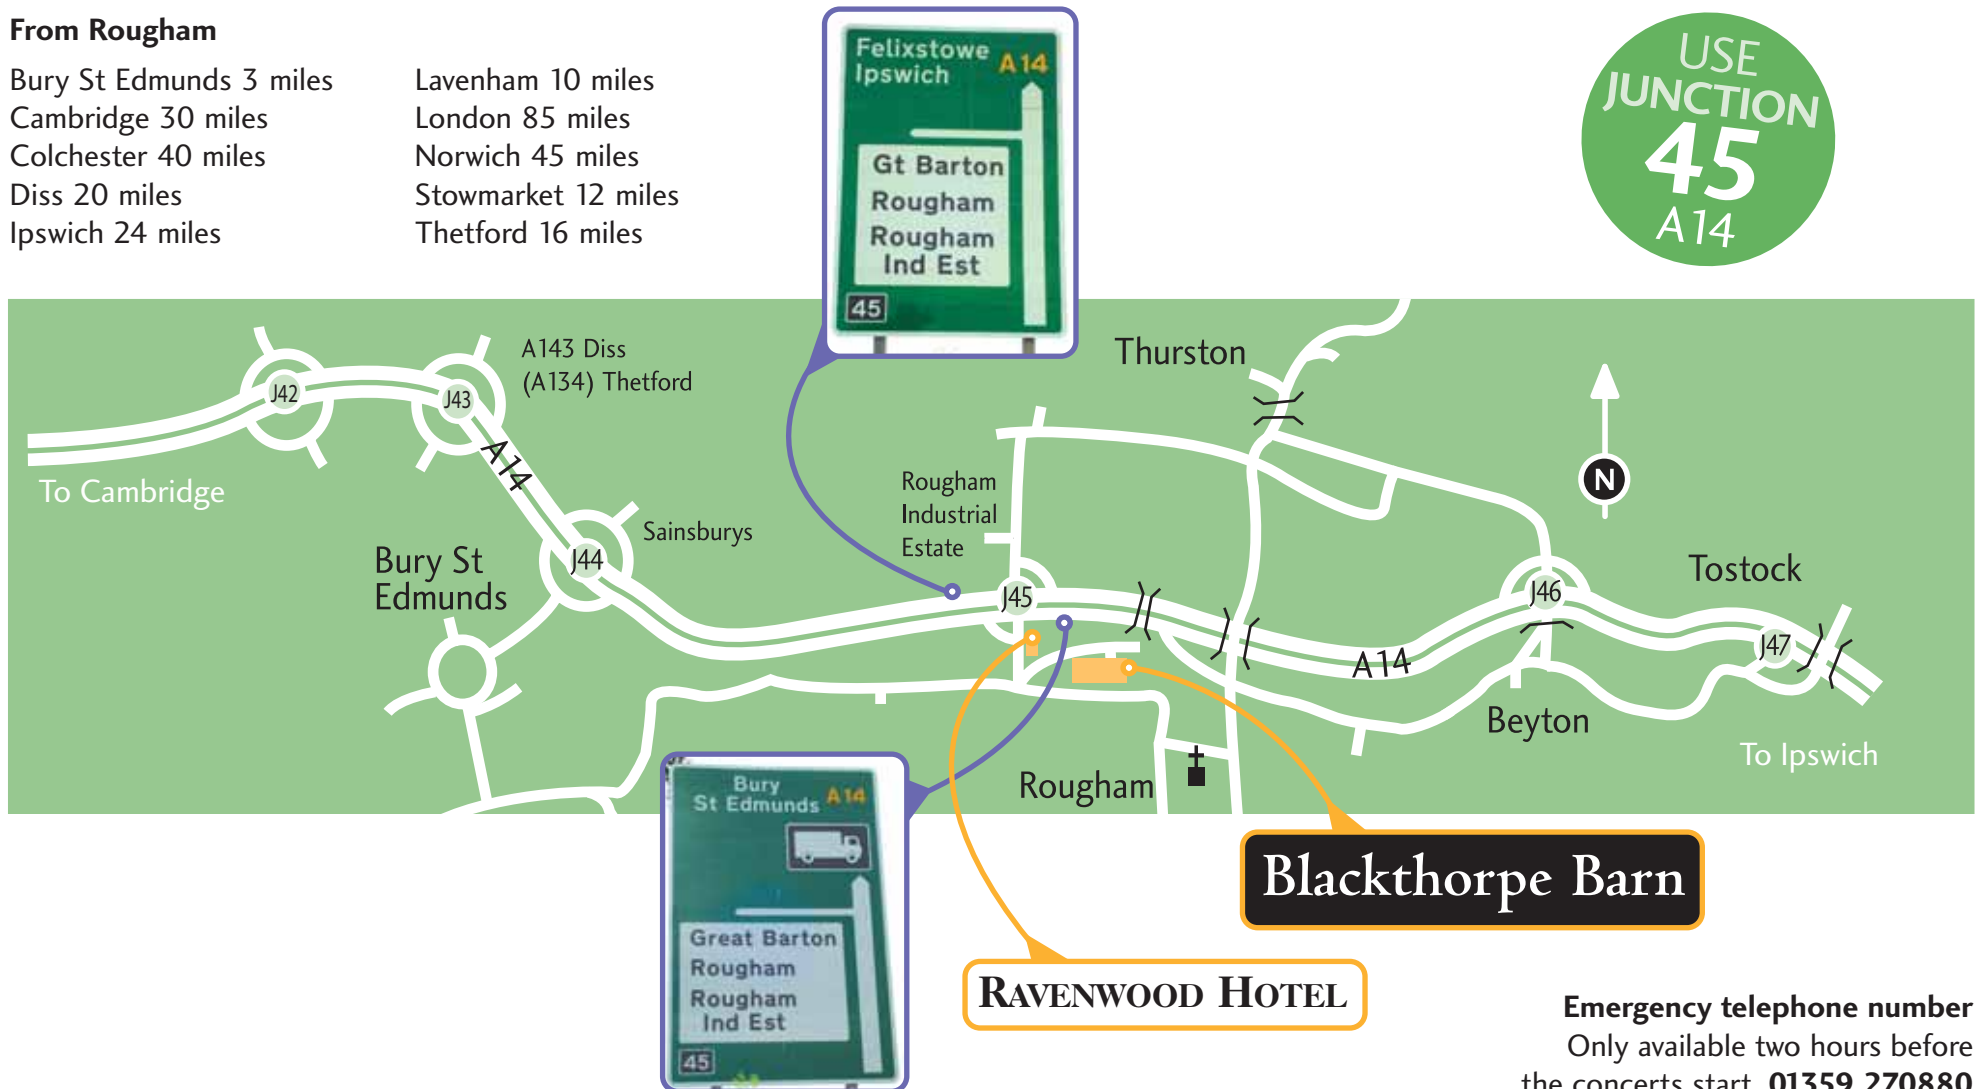 From Rougham
Bury St Edmunds 3 miles
Cambridge 30 miles
Colchester 40 miles
Diss 20 miles
Ipswich 24 miles
Lavenham 10 miles
London 85 miles
Norwich 45 miles
Stowmarket 12 miles
Thetford 16 miles
Felixstowe
Ipswich
A14
Gt Barton
Rougham
Rougham
Ind Est
45
USE
JUNCTION
45
A14
J42
J43
A143 Diss
(A134) Thetford
A14
To Cambridge
Bury St
Edmunds
J44
Sainsburys
Rougham
Industrial
Estate
J45
Thurston
N
J46
Tostock
J47
A14
Beyton
To Ipswich
Rougham
Bury
St Edmunds
A14
Great Barton
Rougham
Rougham
Ind Est
45
Blackthorpe Barn
RAVENWOOD HOTEL
Emergency telephone number
Only available two hours before
the concerts start. 01359 270880